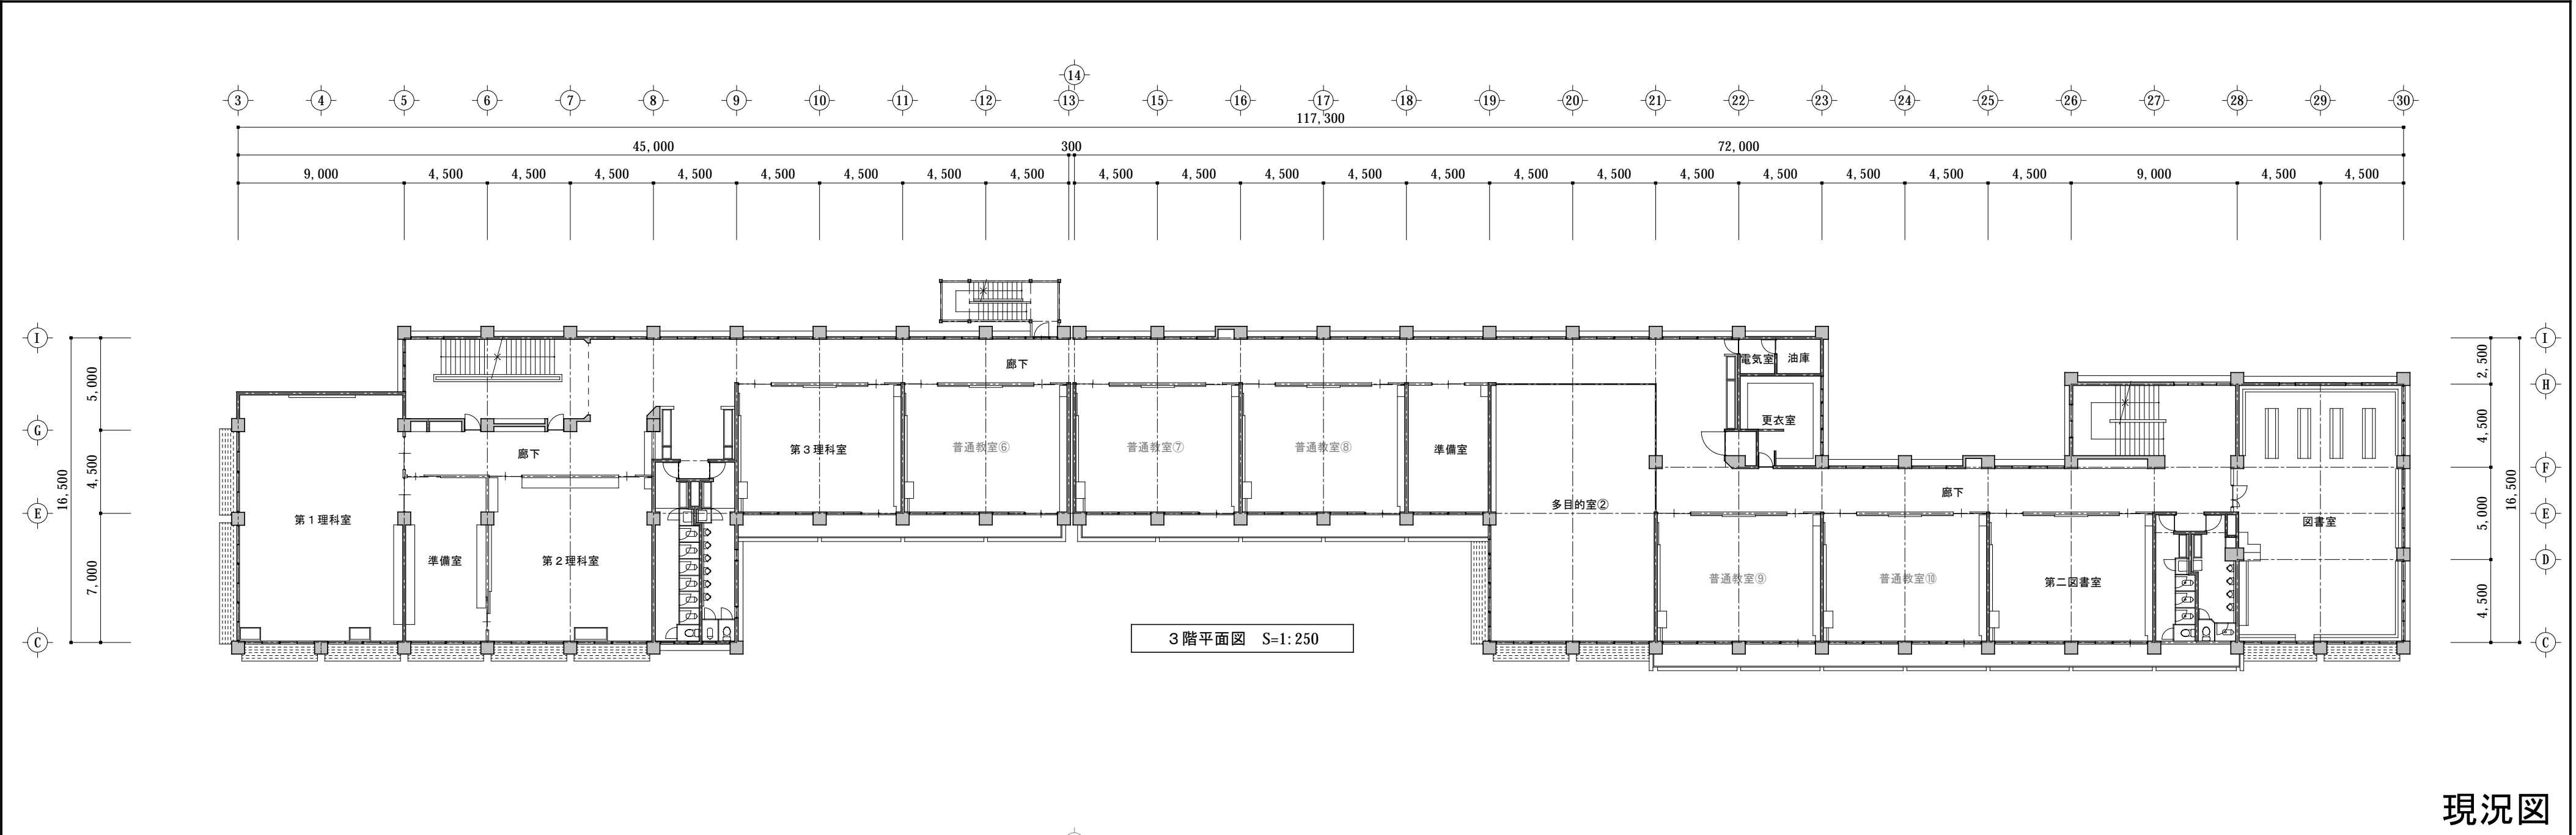 14
3 4 5 6 7 8 9 10 11 12 13 15 16 17 18 19 20 21 22 23 24 25 26 27 28 29 30
117,300
45,000 300 72,000
9,000 4,500 4,500 4,500 4,500 4,500 4,500 4,500 4,500 4,500 4,500 4,500 4,500 4,500 4,500 4,500 4,500 4,500 4,500 4,500 4,500 9,000 4,500 4,500
I
G
E
C
5,000
4,500
7,000
16,500
廊下
廊下
第1理科室
準備室
第2理科室
第3理科室
普通教室⑥
普通教室⑦
普通教室⑧
準備室
多目的室②
電気室
油庫
更衣室
廊下
普通教室⑨
普通教室⑩
第二図書室
図書室
I
H
F
E
D
C
2,500
4,500
5,000
4,500
16,500
3階平面図 S=1:250
現況図